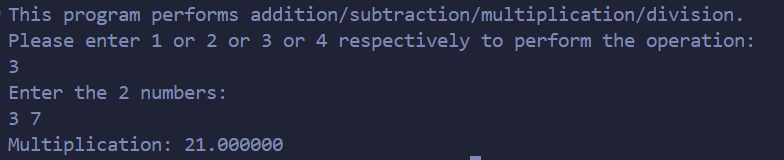 This program performs addition/subtraction/multiplication/division.
Please enter 1 or 2 or 3 or 4 respectively to perform the operation:
3
Enter the 2 numbers:
3 7
Multiplication: 21.000000